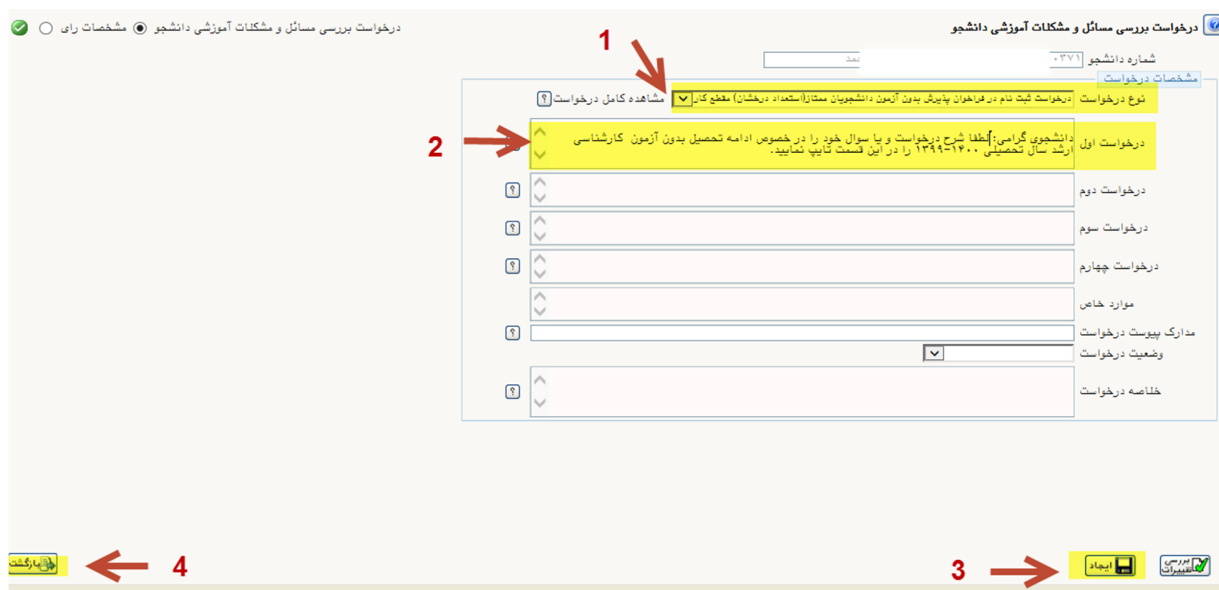 درخواست بررسی مسائل و مشکلات آموزشی دانشجو
درخواست بررسی مسائل و مشکلات آموزشی دانشجو مشخصات رای
شماره دانشجو ۰۳۷۱
مشخصات درخواست
1
نوع درخواست درخواست ثبت نام در فراخوان پذیرش بدون آزمون دانشجویان ممتاز(استعداد درخشان) مقطع کار مشاهده کامل درخواست ؟
2
درخواست اول دانشجوی گرامی: لطفا شرح درخواست و یا سوال خود را در خصوص ادامه تحصیل بدون آزمون کارشناسی
ارشد سال تحصیلی ۱۴۰۰-۱۳۹۹ را در این قسمت تایپ نمایید.
درخواست دوم ؟
درخواست سوم ؟
درخواست چهارم ؟
موارد خاص
مدارک پیوست درخواست ؟
وضعیت درخواست
خلاصه درخواست ؟
بررسی تغییرات
ایجاد
3
4
بازگشت